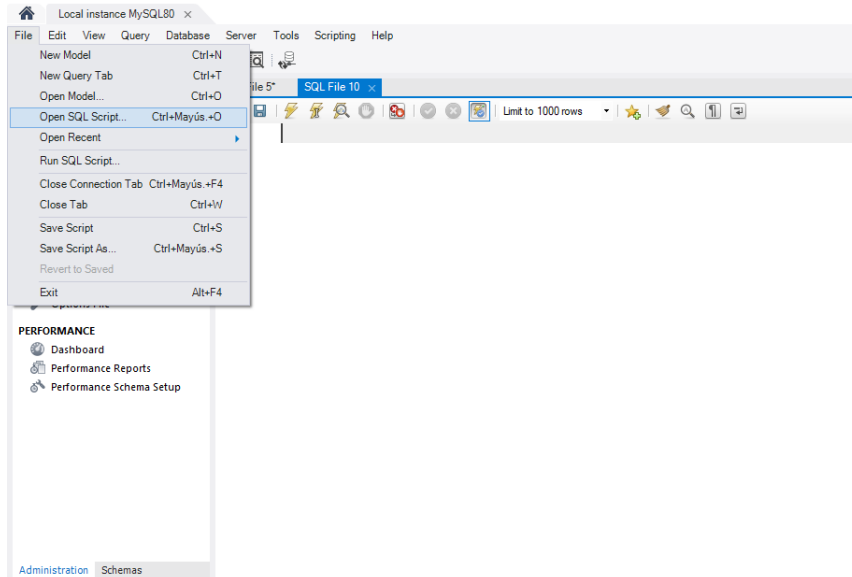 Local instance MySQL80 ×
File Edit View Query Database Server Tools Scripting Help
New Model Ctrl+N
New Query Tab Ctrl+T
Open Model... Ctrl+O
Open SQL Script... Ctrl+Mayús.+O
Open Recent
Run SQL Script...
Close Connection Tab Ctrl+Mayús.+F4
Close Tab Ctrl+W
Save Script Ctrl+S
Save Script As... Ctrl+Mayús.+S
Revert to Saved
Exit Alt+F4
File 5* SQL File 10 ×
Limit to 1000 rows
Options File
PERFORMANCE
Dashboard
Performance Reports
Performance Schema Setup
Administration Schemas